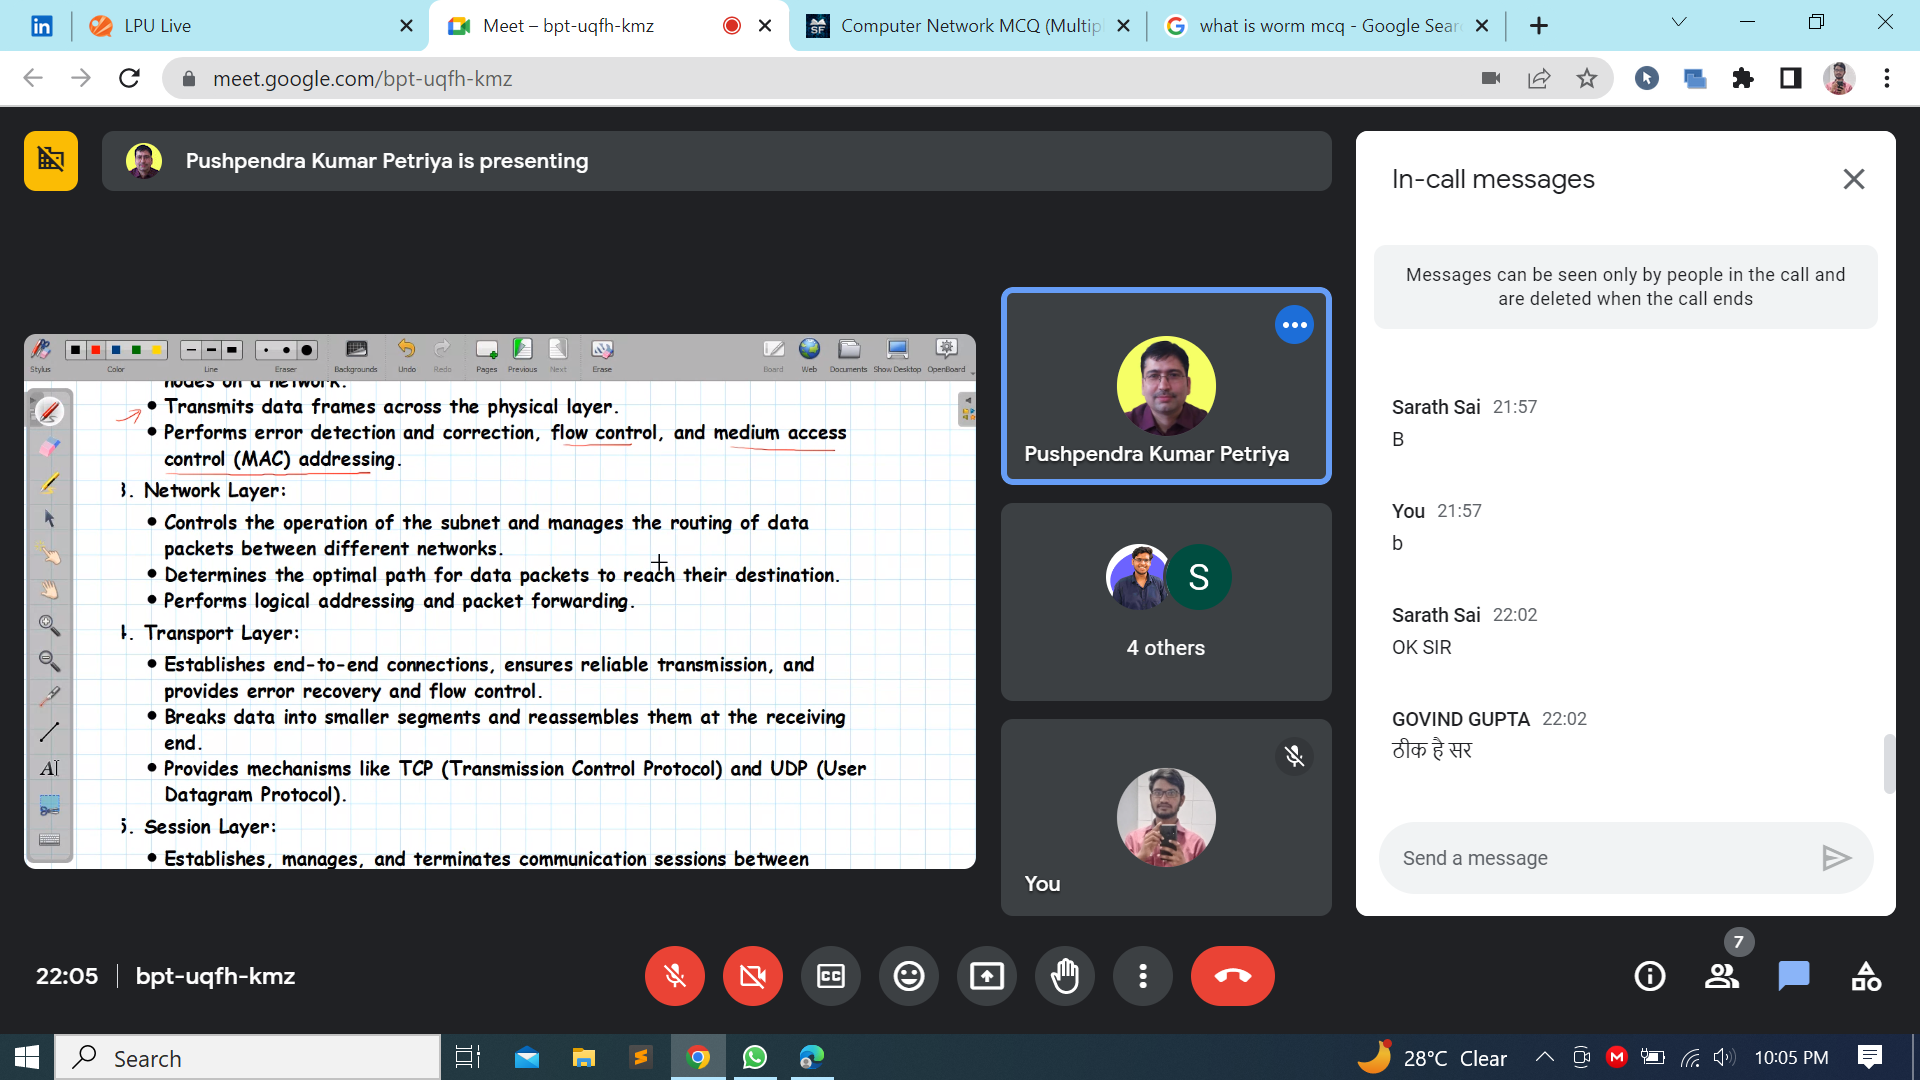 LPU Live
Meet – bpt-uqfh-kmz
Computer Network MCQ (Multip
what is worm mcq - Google Sear
meet.google.com/bpt-uqfh-kmz
Pushpendra Kumar Petriya is presenting
Stylus
Color
Line
Eraser
Backgrounds
Undo
Redo
Pages
Previous
Next
Erase
Board
Web
Documents
Show Desktop
OpenBoard
nodes on a network.
• Transmits data frames across the physical layer.
• Performs error detection and correction, flow control, and medium access
control (MAC) addressing.
3. Network Layer:
• Controls the operation of the subnet and manages the routing of data
packets between different networks.
• Determines the optimal path for data packets to reach their destination.
• Performs logical addressing and packet forwarding.
4. Transport Layer:
• Establishes end-to-end connections, ensures reliable transmission, and
provides error recovery and flow control.
• Breaks data into smaller segments and reassembles them at the receiving
end.
• Provides mechanisms like TCP (Transmission Control Protocol) and UDP (User
Datagram Protocol).
5. Session Layer:
• Establishes, manages, and terminates communication sessions between
Pushpendra Kumar Petriya
S
4 others
You
In-call messages
Messages can be seen only by people in the call and
are deleted when the call ends
Sarath Sai 21:57
B
You 21:57
b
Sarath Sai 22:02
OK SIR
GOVIND GUPTA 22:02
ठीक है सर
Send a message
22:05 | bpt-uqfh-kmz
7
Search
28°C Clear
10:05 PM